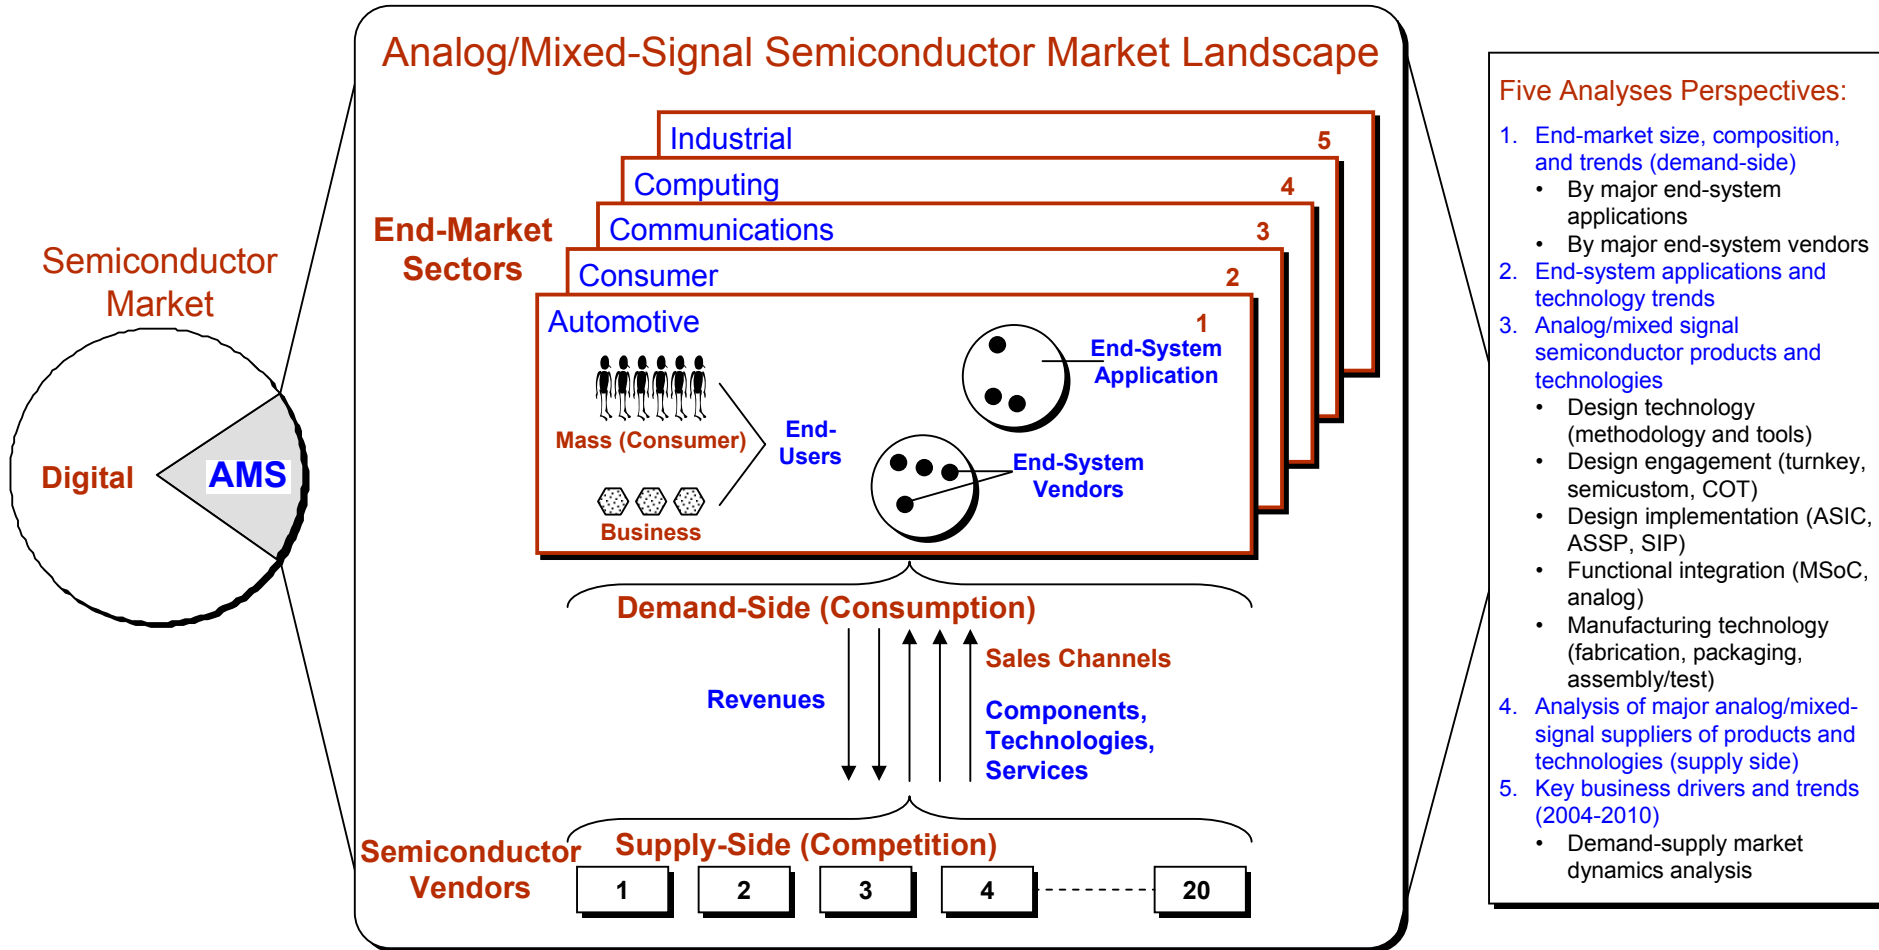 Analog/Mixed-Signal Semiconductor Market Landscape
Semiconductor
Market
Digital
AMS
End-Market
Sectors
Industrial
5
Computing
4
Communications
3
Consumer
2
Automotive
1
Mass (Consumer)
Business
End-
Users
End-System
Application
End-System
Vendors
Demand-Side (Consumption)
Revenues
Sales Channels
Components,
Technologies,
Services
Semiconductor
Vendors
Supply-Side (Competition)
1
2
3
4
20
Five Analyses Perspectives:
1. End-market size, composition,
and trends (demand-side)
• By major end-system
applications
• By major end-system vendors
2. End-system applications and
technology trends
3. Analog/mixed signal
semiconductor products and
technologies
• Design technology
(methodology and tools)
• Design engagement (turnkey,
semicustom, COT)
• Design implementation (ASIC,
ASSP, SIP)
• Functional integration (MSoC,
analog)
• Manufacturing technology
(fabrication, packaging,
assembly/test)
4. Analysis of major analog/mixed-
signal suppliers of products and
technologies (supply side)
5. Key business drivers and trends
(2004-2010)
• Demand-supply market
dynamics analysis